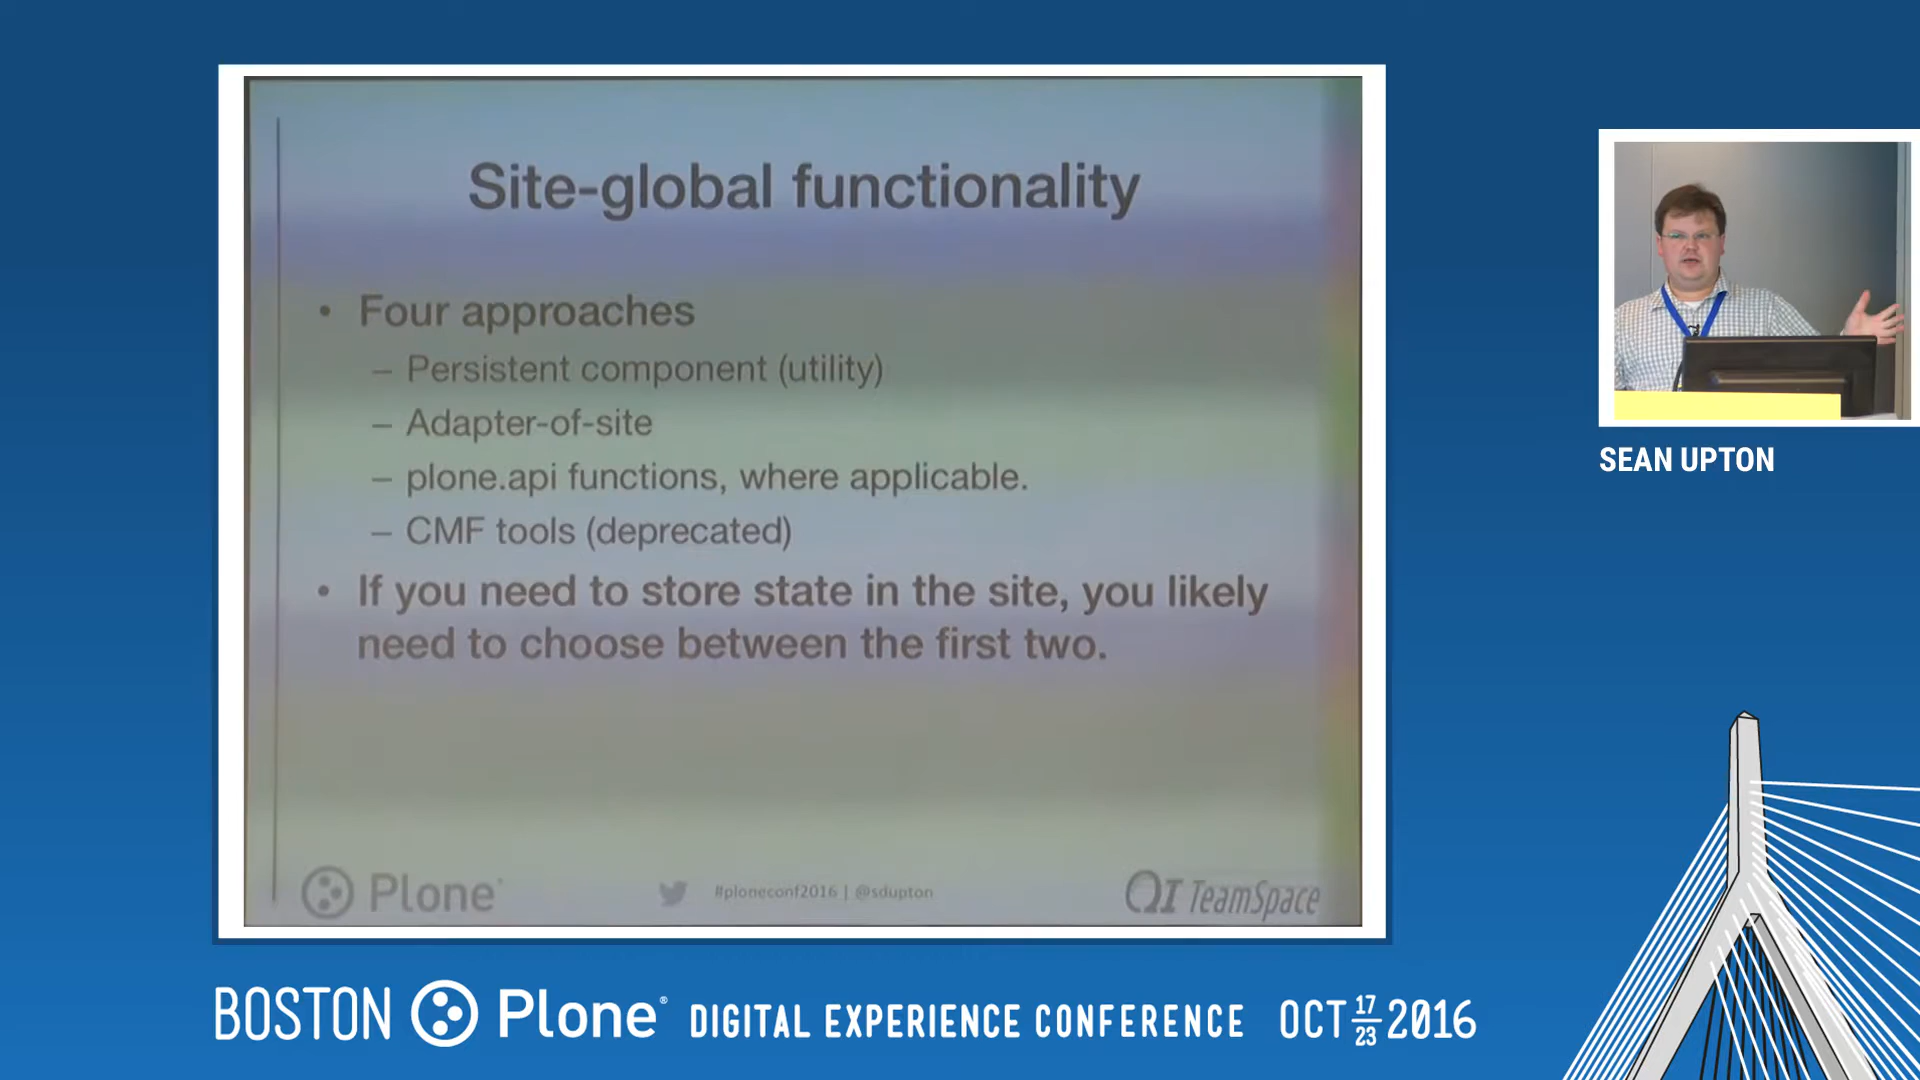 Site-global functionality
• Four approaches
– Persistent component (utility)
– Adapter-of-site
– plone.api functions, where applicable.
– CMF tools (deprecated)
• If you need to store state in the site, you likely
need to choose between the first two.
Plone
#ploneconf2016 | @sdupton
QI TeamSpace
SEAN UPTON
BOSTON Plone® DIGITAL EXPERIENCE CONFERENCE OCT 17 23 2016